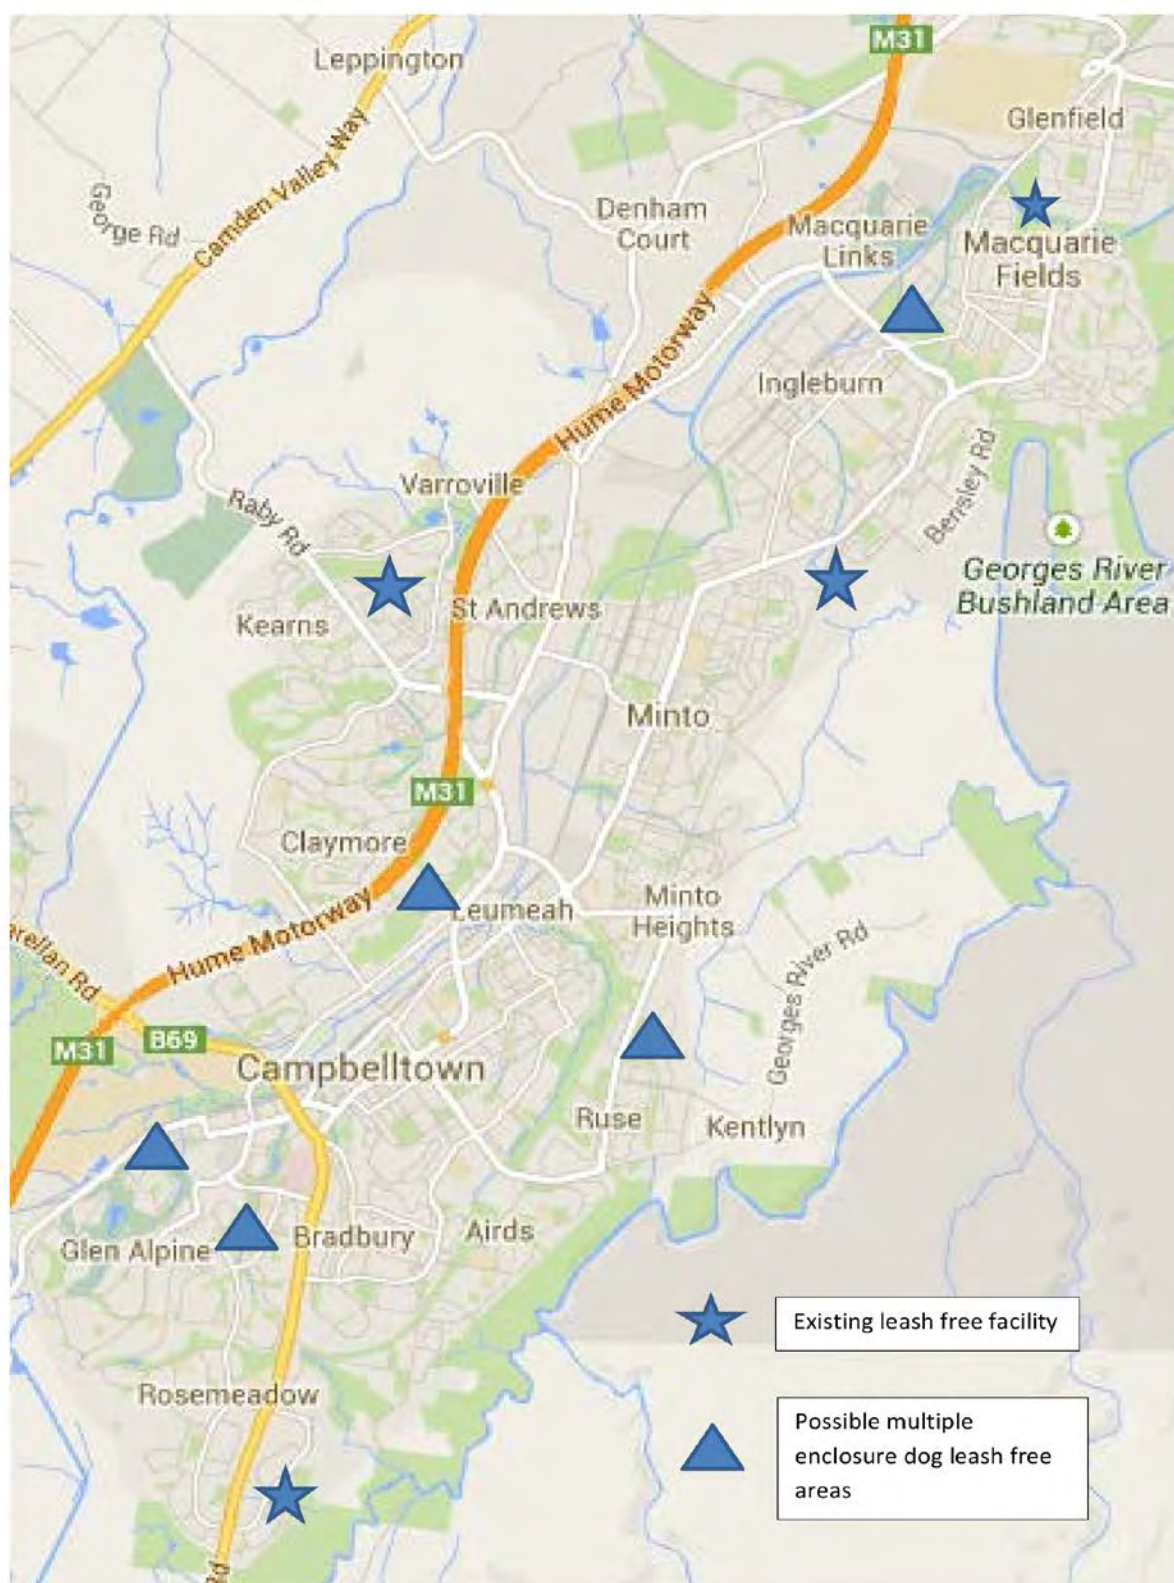 M31
Leppington
Glenfield
Camden Valley Way
George Rd
Denham
Court
Macquarie
Links
Macquarie
Fields
Hume Motorway
Ingleburn
Varroville
Raby Rd
Bensley Rd
Georges River
Bushland Area
St Andrews
Kearns
Minto
M31
Claymore
Minto
Heights
Leumeah
Hume Motorway
Georges River Rd
M31
B69
Campbelltown
Ruse
Kentlyn
Glen Alpine
Bradbury
Airds
Existing leash free facility
Rosemeadow
Possible multiple
enclosure dog leash free
areas